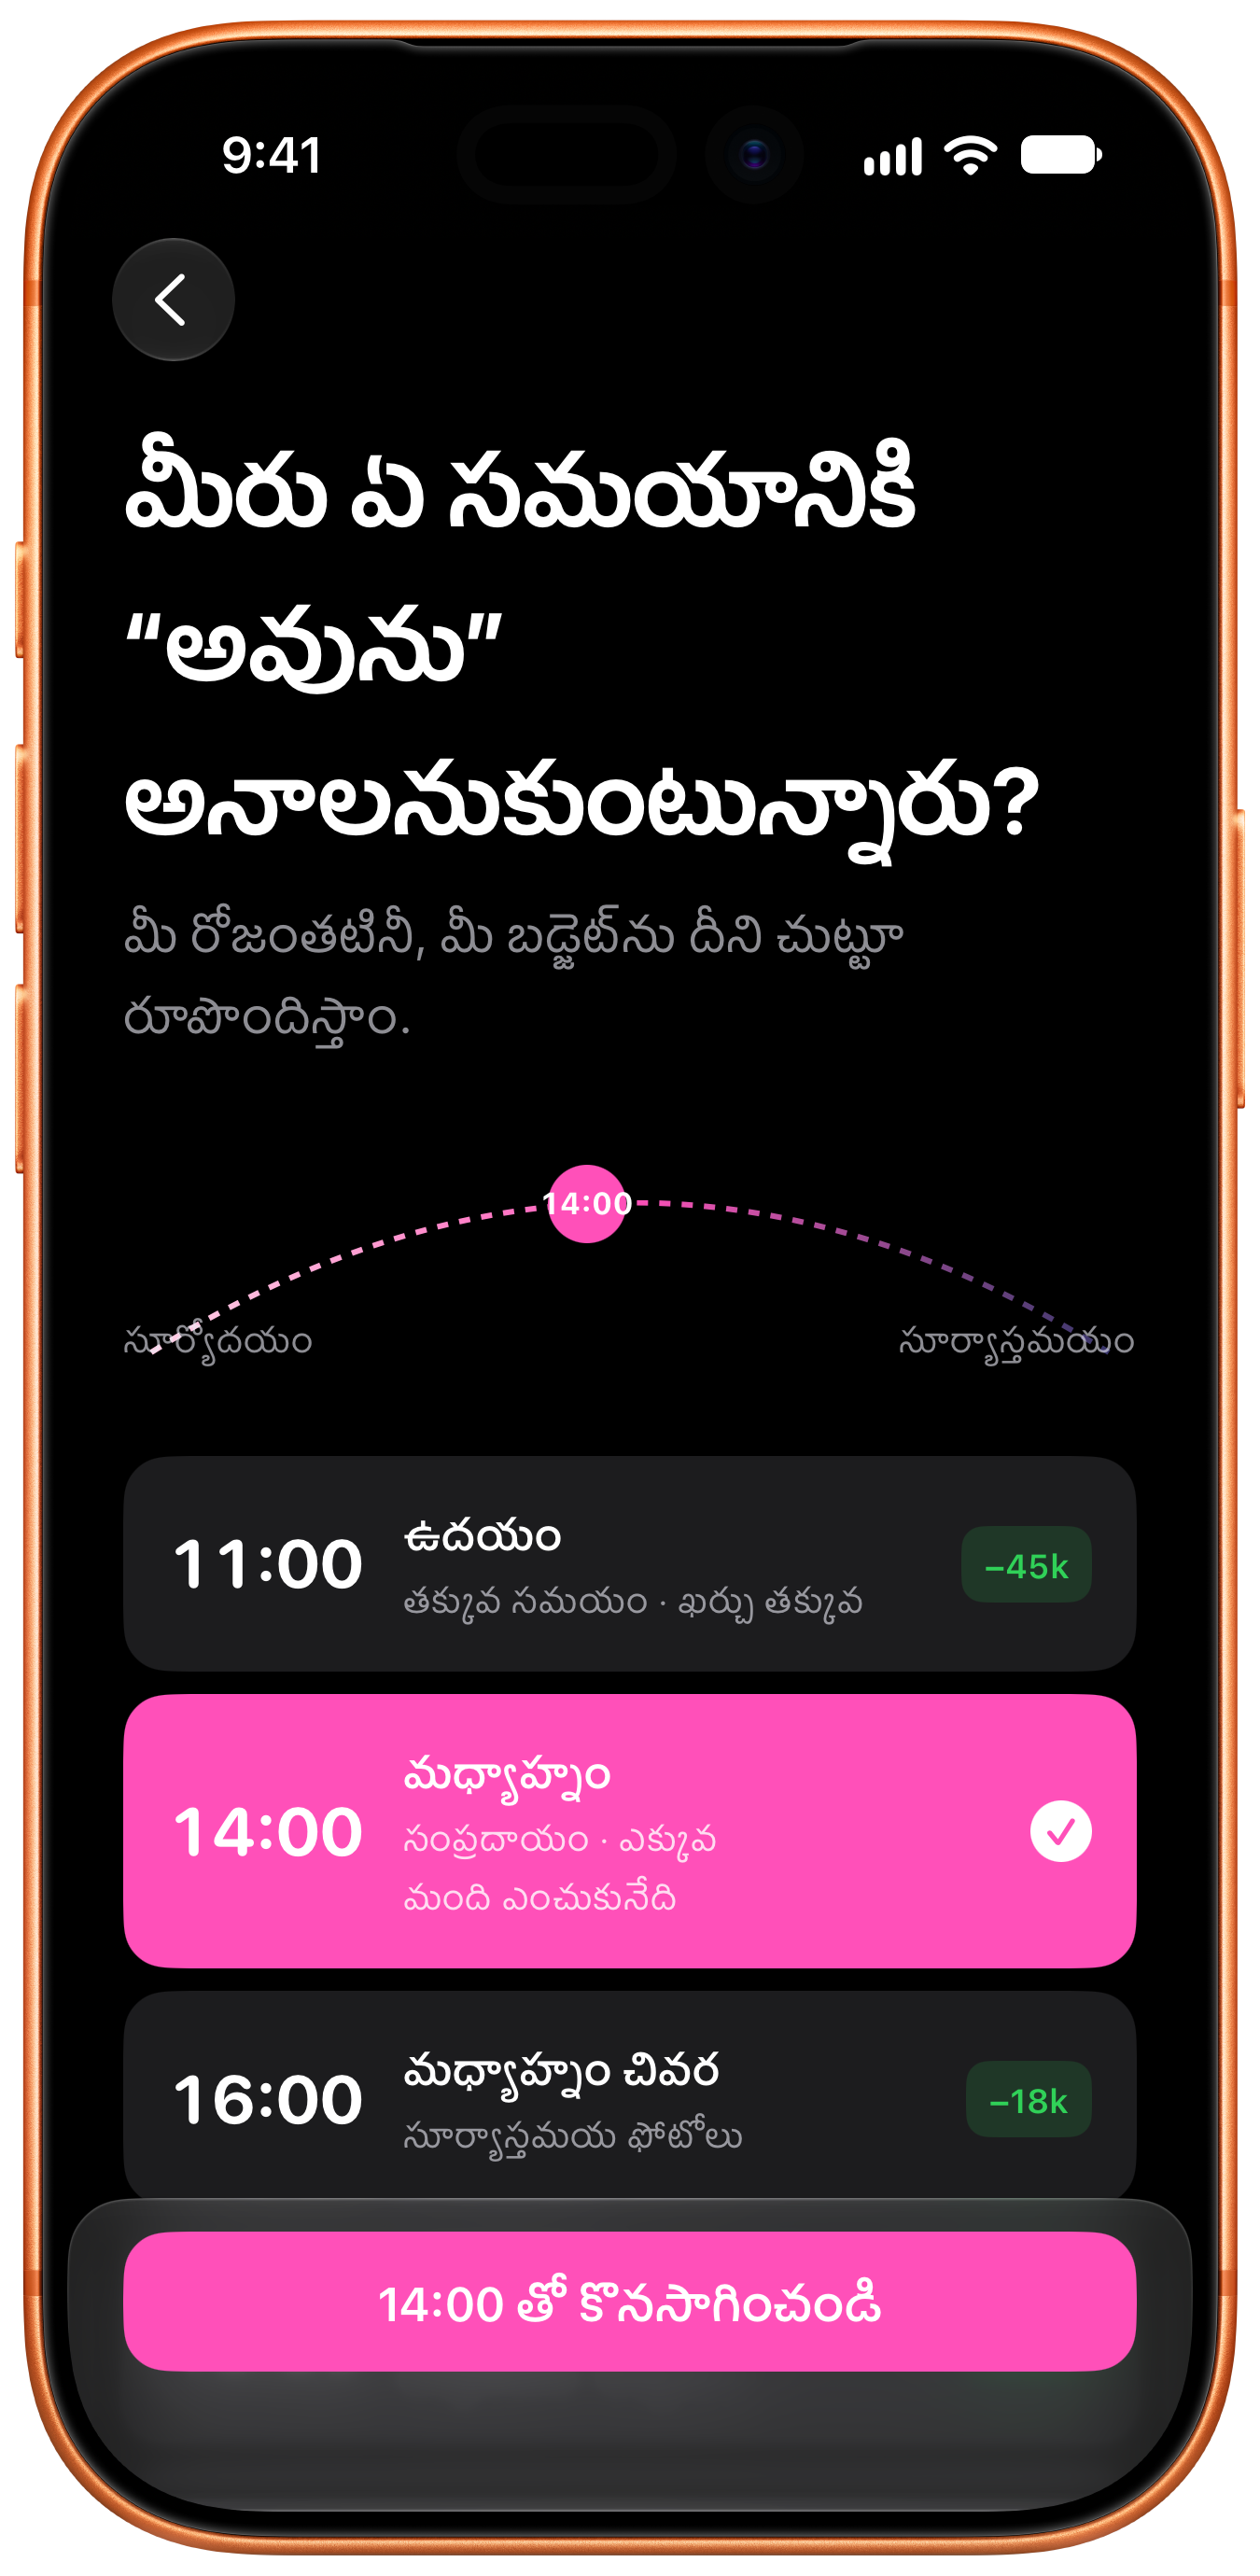 9:41
మీరు ఏ సమయానికి
“అవును”
అనాలనుకుంటున్నారు?
మీ రోజంతటినీ, మీ బడ్జెట్‌ను దీని చుట్టూ
రూపొందిస్తాం.
14:00
సూర్యోదయం
సూర్యాస్తమయం
11:00
ఉదయం
తక్కువ సమయం · ఖర్చు తక్కువ
–45k
14:00
మధ్యాహ్నం
సంప్రదాయం · ఎక్కువ
మంది ఎంచుకునేది
16:00
మధ్యాహ్నం చివర
సూర్యాస్తమయ ఫోటోలు
–18k
14:00 తో కొనసాగించండి